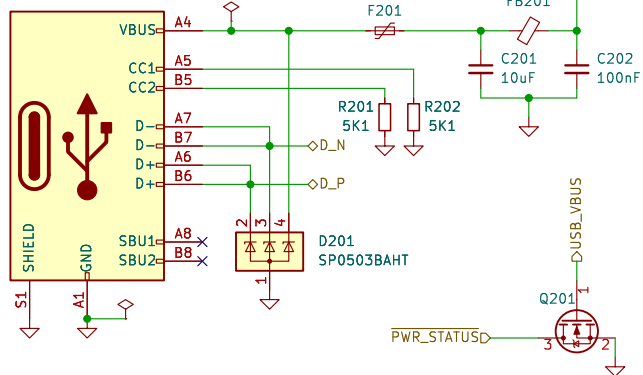 F201
FB201
VBUS A4
CC1 A5
CC2 B5
C201
10uF
C202
100nF
R201
5K1
R202
5K1
D- A7
D- B7
D+ A6
D+ B6
D_N
D_P
SHIELD
GND
SBU1 A8
SBU2 B8
S1
A1
2 3 4
1
D201
SP0503BAHT
USB_VBUS
Q201
1
PWR_STATUS
3
2